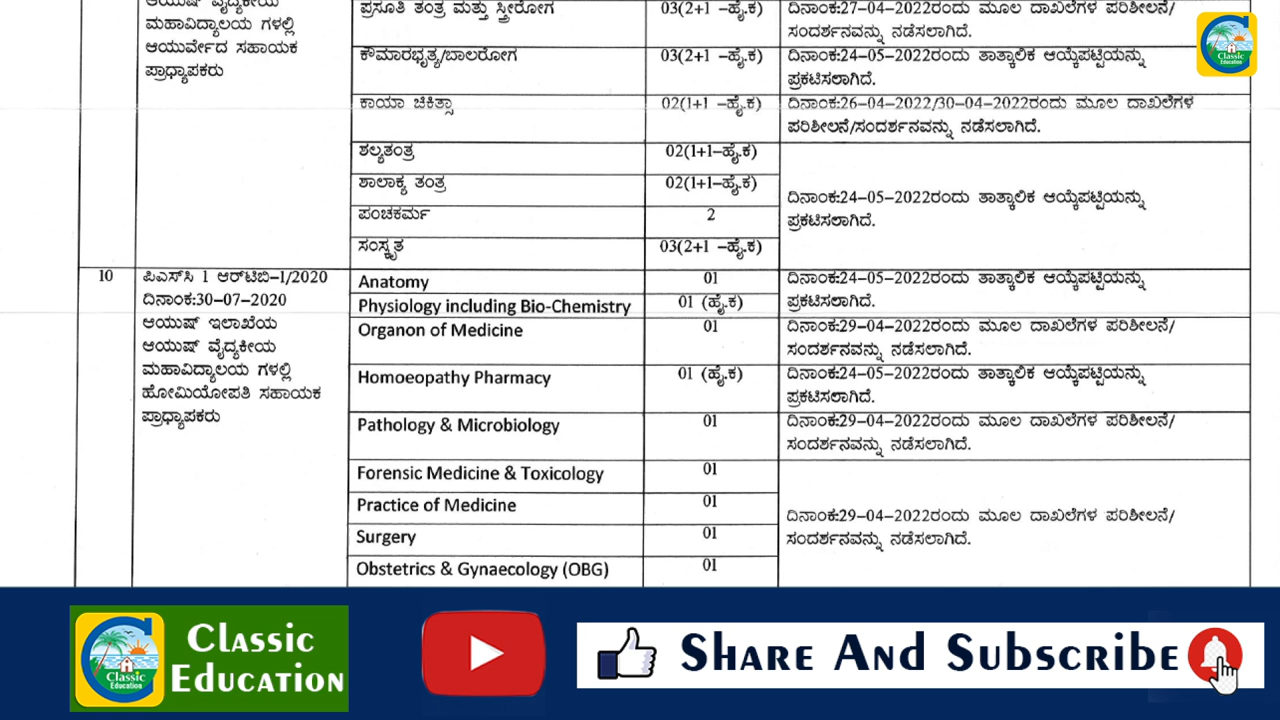 ಆಯುಷ್ ವೈದ್ಯಕೀಯ
ಮಹಾವಿದ್ಯಾಲಯ ಗಳಲ್ಲಿ
ಆಯುರ್ವೇದ ಸಹಾಯಕ
ಪ್ರಾಧ್ಯಾಪಕರು
ಪ್ರಸೂತಿ ತಂತ್ರ ಮತ್ತು ಸ್ತ್ರೀರೋಗ
03(2+1 –ಹೈ.ಕ)
ದಿನಾಂಕ:27-04-2022ರಂದು ಮೂಲ ದಾಖಲೆಗಳ ಪರಿಶೀಲನೆ/
ಸಂದರ್ಶನವನ್ನು ನಡೆಸಲಾಗಿದೆ.
ಕೌಮಾರಭೃತ್ಯ/ಬಾಲರೋಗ
03(2+1 –ಹೈ.ಕ)
ದಿನಾಂಕ:24-05-2022ರಂದು ತಾತ್ಕಾಲಿಕ ಆಯ್ಕೆಪಟ್ಟಿಯನ್ನು
ಪ್ರಕಟಿಸಲಾಗಿದೆ.
ಕಾಯಾ ಚಿಕಿತ್ಸಾ
02(1+1 –ಹೈ.ಕ)
ದಿನಾಂಕ:26-04-2022/30-04-2022ರಂದು ಮೂಲ ದಾಖಲೆಗಳ
ಪರಿಶೀಲನೆ/ಸಂದರ್ಶನವನ್ನು ನಡೆಸಲಾಗಿದೆ.
ಶಲ್ಯತಂತ್ರ
02(1+1–ಹೈ.ಕ)
ಶಾಲಾಕ್ಯ ತಂತ್ರ
02(1+1–ಹೈ.ಕ)
ಪಂಚಕರ್ಮ
2
ಸಂಸ್ಕೃತ
03(2+1 –ಹೈ.ಕ)
ದಿನಾಂಕ:24-05-2022ರಂದು ತಾತ್ಕಾಲಿಕ ಆಯ್ಕೆಪಟ್ಟಿಯನ್ನು
ಪ್ರಕಟಿಸಲಾಗಿದೆ.
10
ಪಿಎಸ್‌ಸಿ 1 ಆರ್‌ಟಿಬಿ-1/2020
ದಿನಾಂಕ:30-07-2020
ಆಯುಷ್ ಇಲಾಖೆಯ
ಆಯುಷ್ ವೈದ್ಯಕೀಯ
ಮಹಾವಿದ್ಯಾಲಯ ಗಳಲ್ಲಿ
ಹೋಮಿಯೋಪತಿ ಸಹಾಯಕ
ಪ್ರಾಧ್ಯಾಪಕರು
Anatomy
01
ದಿನಾಂಕ:24-05-2022ರಂದು ತಾತ್ಕಾಲಿಕ ಆಯ್ಕೆಪಟ್ಟಿಯನ್ನು
ಪ್ರಕಟಿಸಲಾಗಿದೆ.
Physiology including Bio-Chemistry
01 (ಹೈ.ಕ)
Organon of Medicine
01
ದಿನಾಂಕ:29-04-2022ರಂದು ಮೂಲ ದಾಖಲೆಗಳ ಪರಿಶೀಲನೆ/
ಸಂದರ್ಶನವನ್ನು ನಡೆಸಲಾಗಿದೆ.
Homoeopathy Pharmacy
01 (ಹೈ.ಕ)
ದಿನಾಂಕ:24-05-2022ರಂದು ತಾತ್ಕಾಲಿಕ ಆಯ್ಕೆಪಟ್ಟಿಯನ್ನು
ಪ್ರಕಟಿಸಲಾಗಿದೆ.
Pathology & Microbiology
01
ದಿನಾಂಕ:29-04-2022ರಂದು ಮೂಲ ದಾಖಲೆಗಳ ಪರಿಶೀಲನೆ/
ಸಂದರ್ಶನವನ್ನು ನಡೆಸಲಾಗಿದೆ.
Forensic Medicine & Toxicology
01
Practice of Medicine
01
Surgery
01
Obstetrics & Gynaecology (OBG)
01
ದಿನಾಂಕ:29-04-2022ರಂದು ಮೂಲ ದಾಖಲೆಗಳ ಪರಿಶೀಲನೆ/
ಸಂದರ್ಶನವನ್ನು ನಡೆಸಲಾಗಿದೆ.
Classic
Education
Classic
Education
Classic
Education
Share And Subscribe